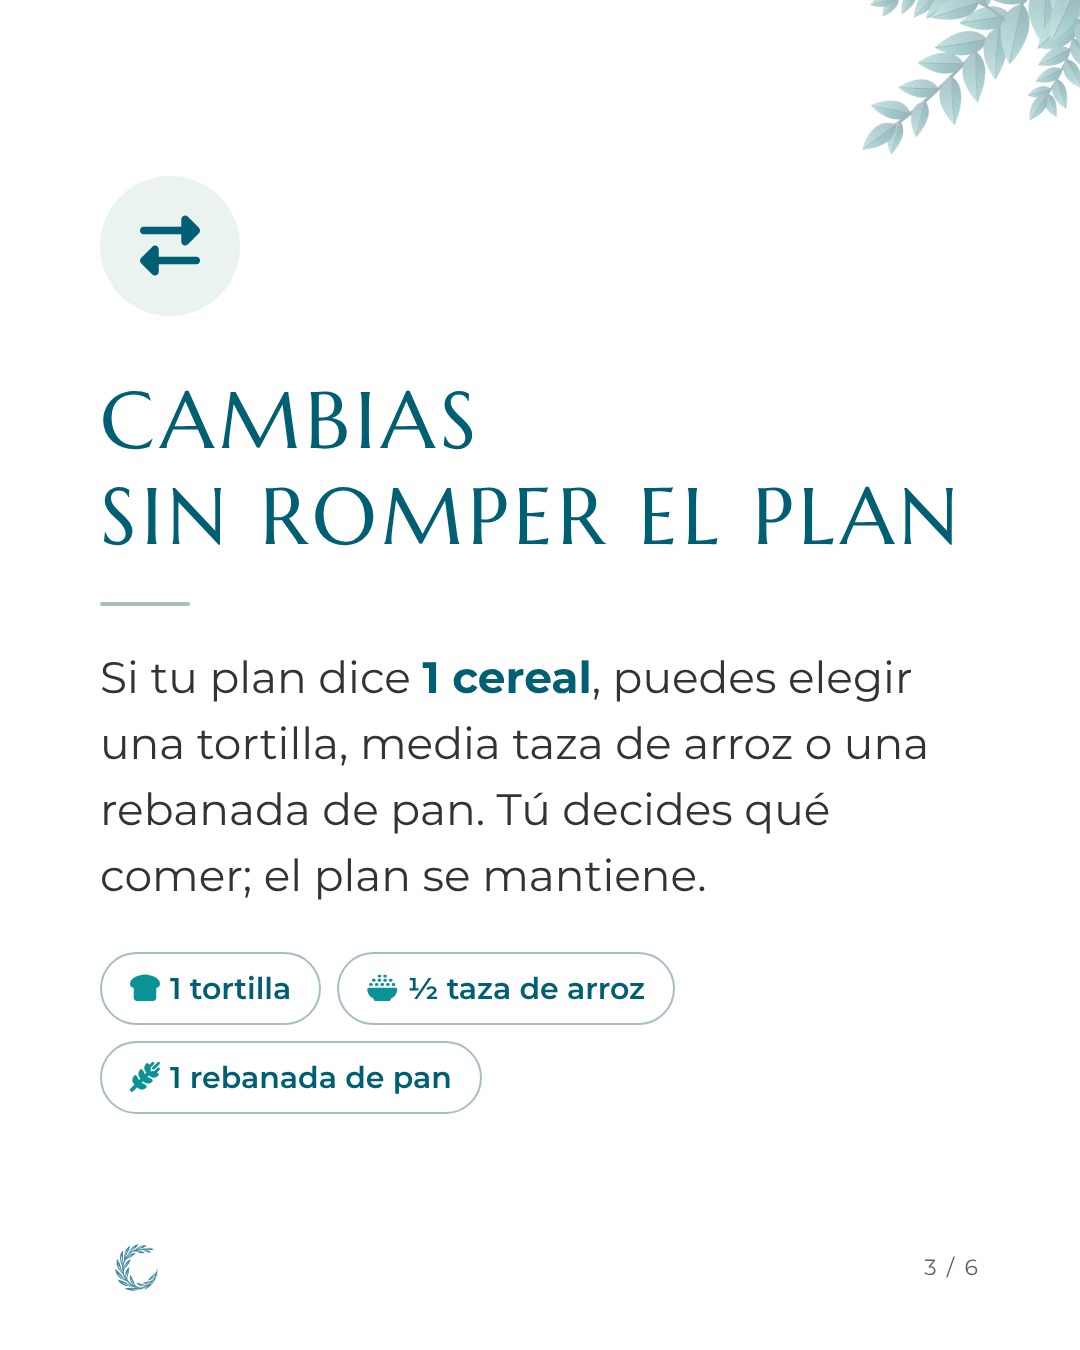 CAMBIAS
SIN ROMPER EL PLAN
Si tu plan dice 1 cereal, puedes elegir
una tortilla, media taza de arroz o una
rebanada de pan. Tú decides qué
comer; el plan se mantiene.
1 tortilla
½ taza de arroz
1 rebanada de pan
3 / 6